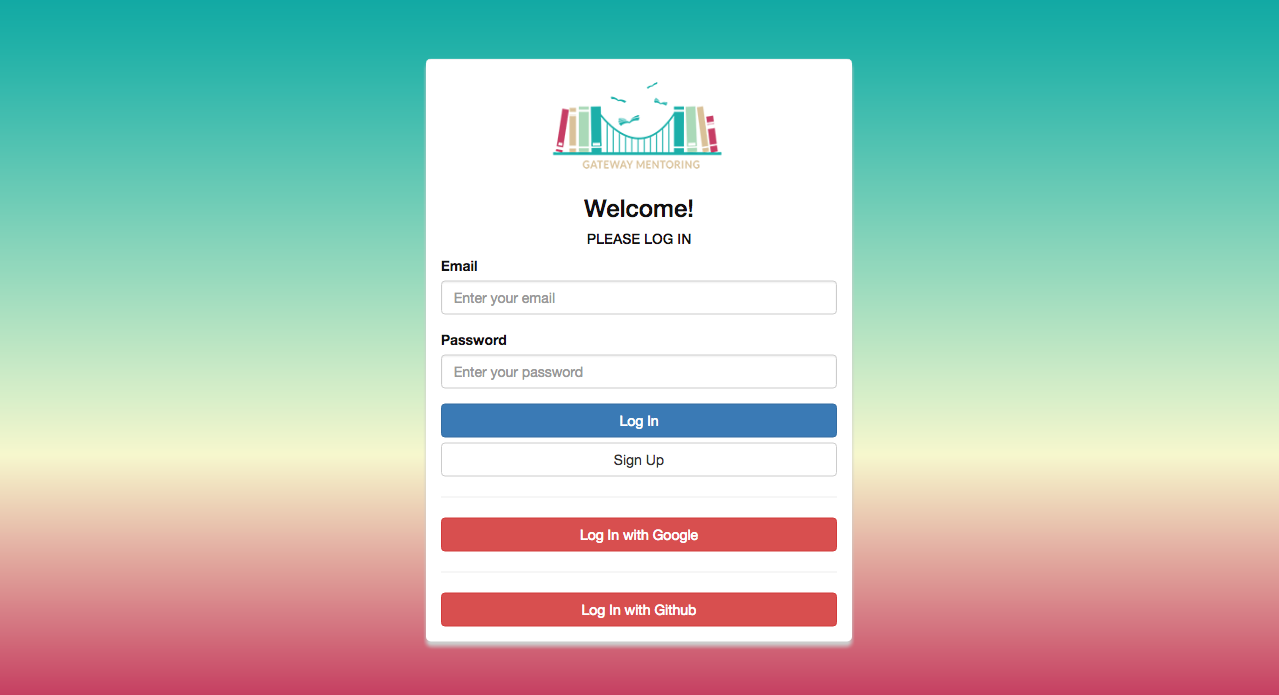 GATEWAY MENTORING
Welcome!
PLEASE LOG IN
Email
Enter your email
Password
Enter your password
Log In
Sign Up
Log In with Google
Log In with Github